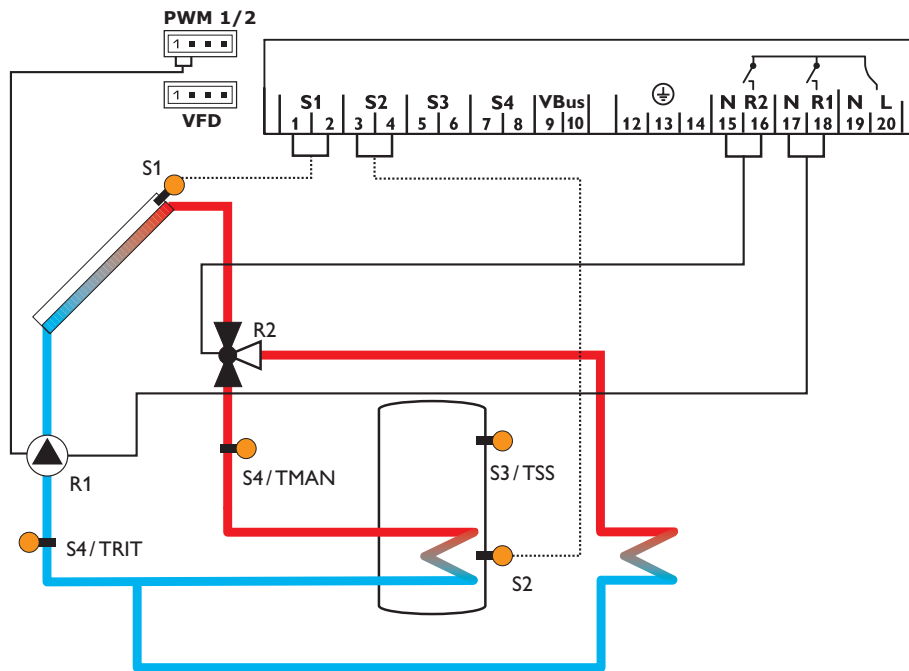 PWM 1/2
1
1
VFD
S1 S2 S3 S4 VBus N R2 N R1 N L
1 2 3 4 5 6 7 8 9 10 12 13 14 15 16 17 18 19 20
S1
R2
S4/TMAN
S3/TSS
R1
S4/TRIT
S2